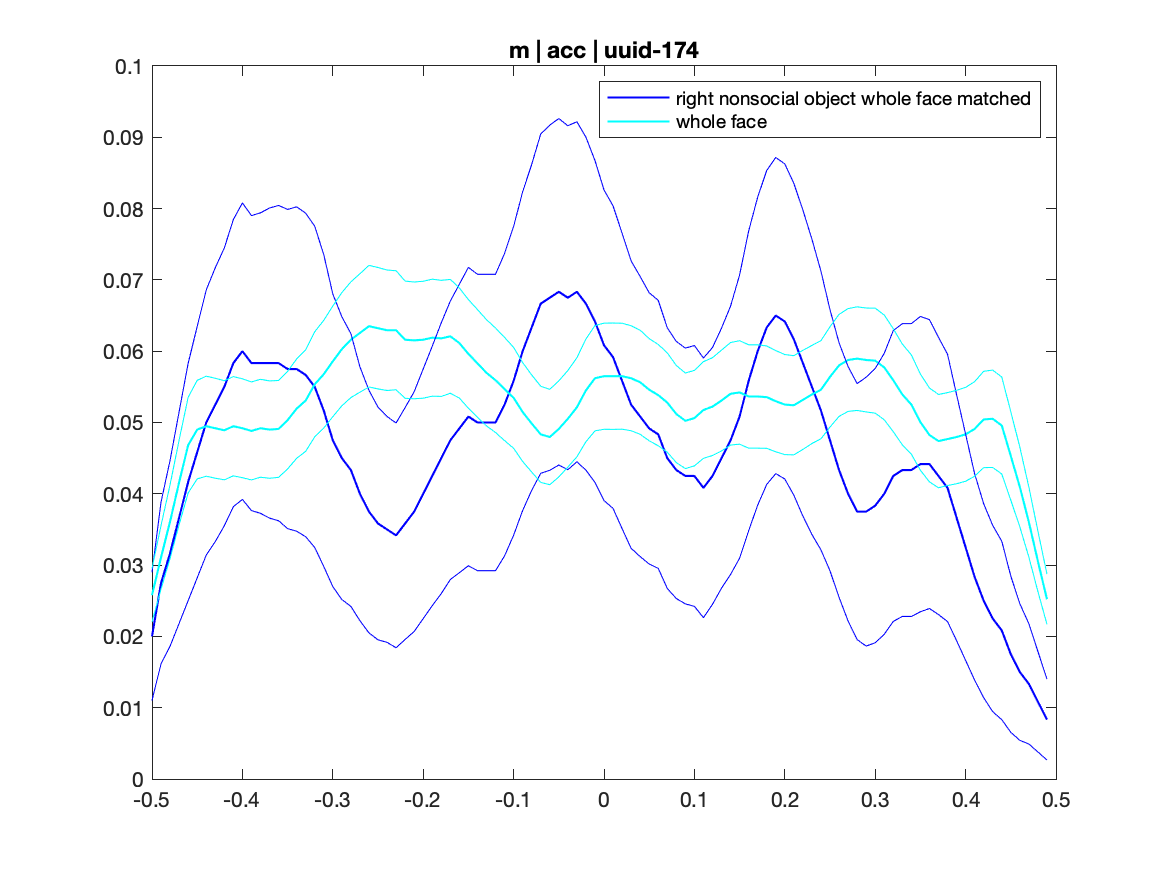 m | acc | uuid-174
right nonsocial object whole face matched
whole face
0.1
0.09
0.08
0.07
0.06
0.05
0.04
0.03
0.02
0.01
0
-0.5 -0.4 -0.3 -0.2 -0.1 0 0.1 0.2 0.3 0.4 0.5